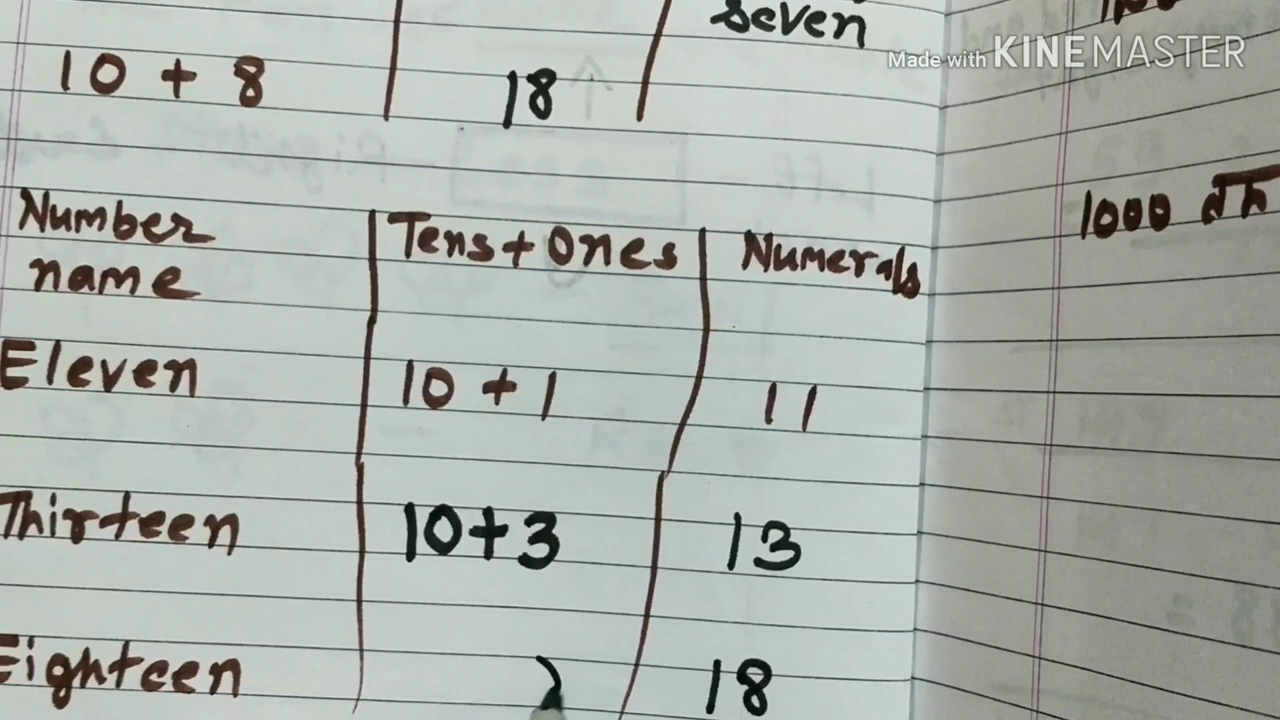 seven
Made with KINEMASTER
10 + 8 18
Number name Tens + Ones Numerals
Eleven 10 + 1 11
Thirteen 10+3 13
Eighteen 18
1000